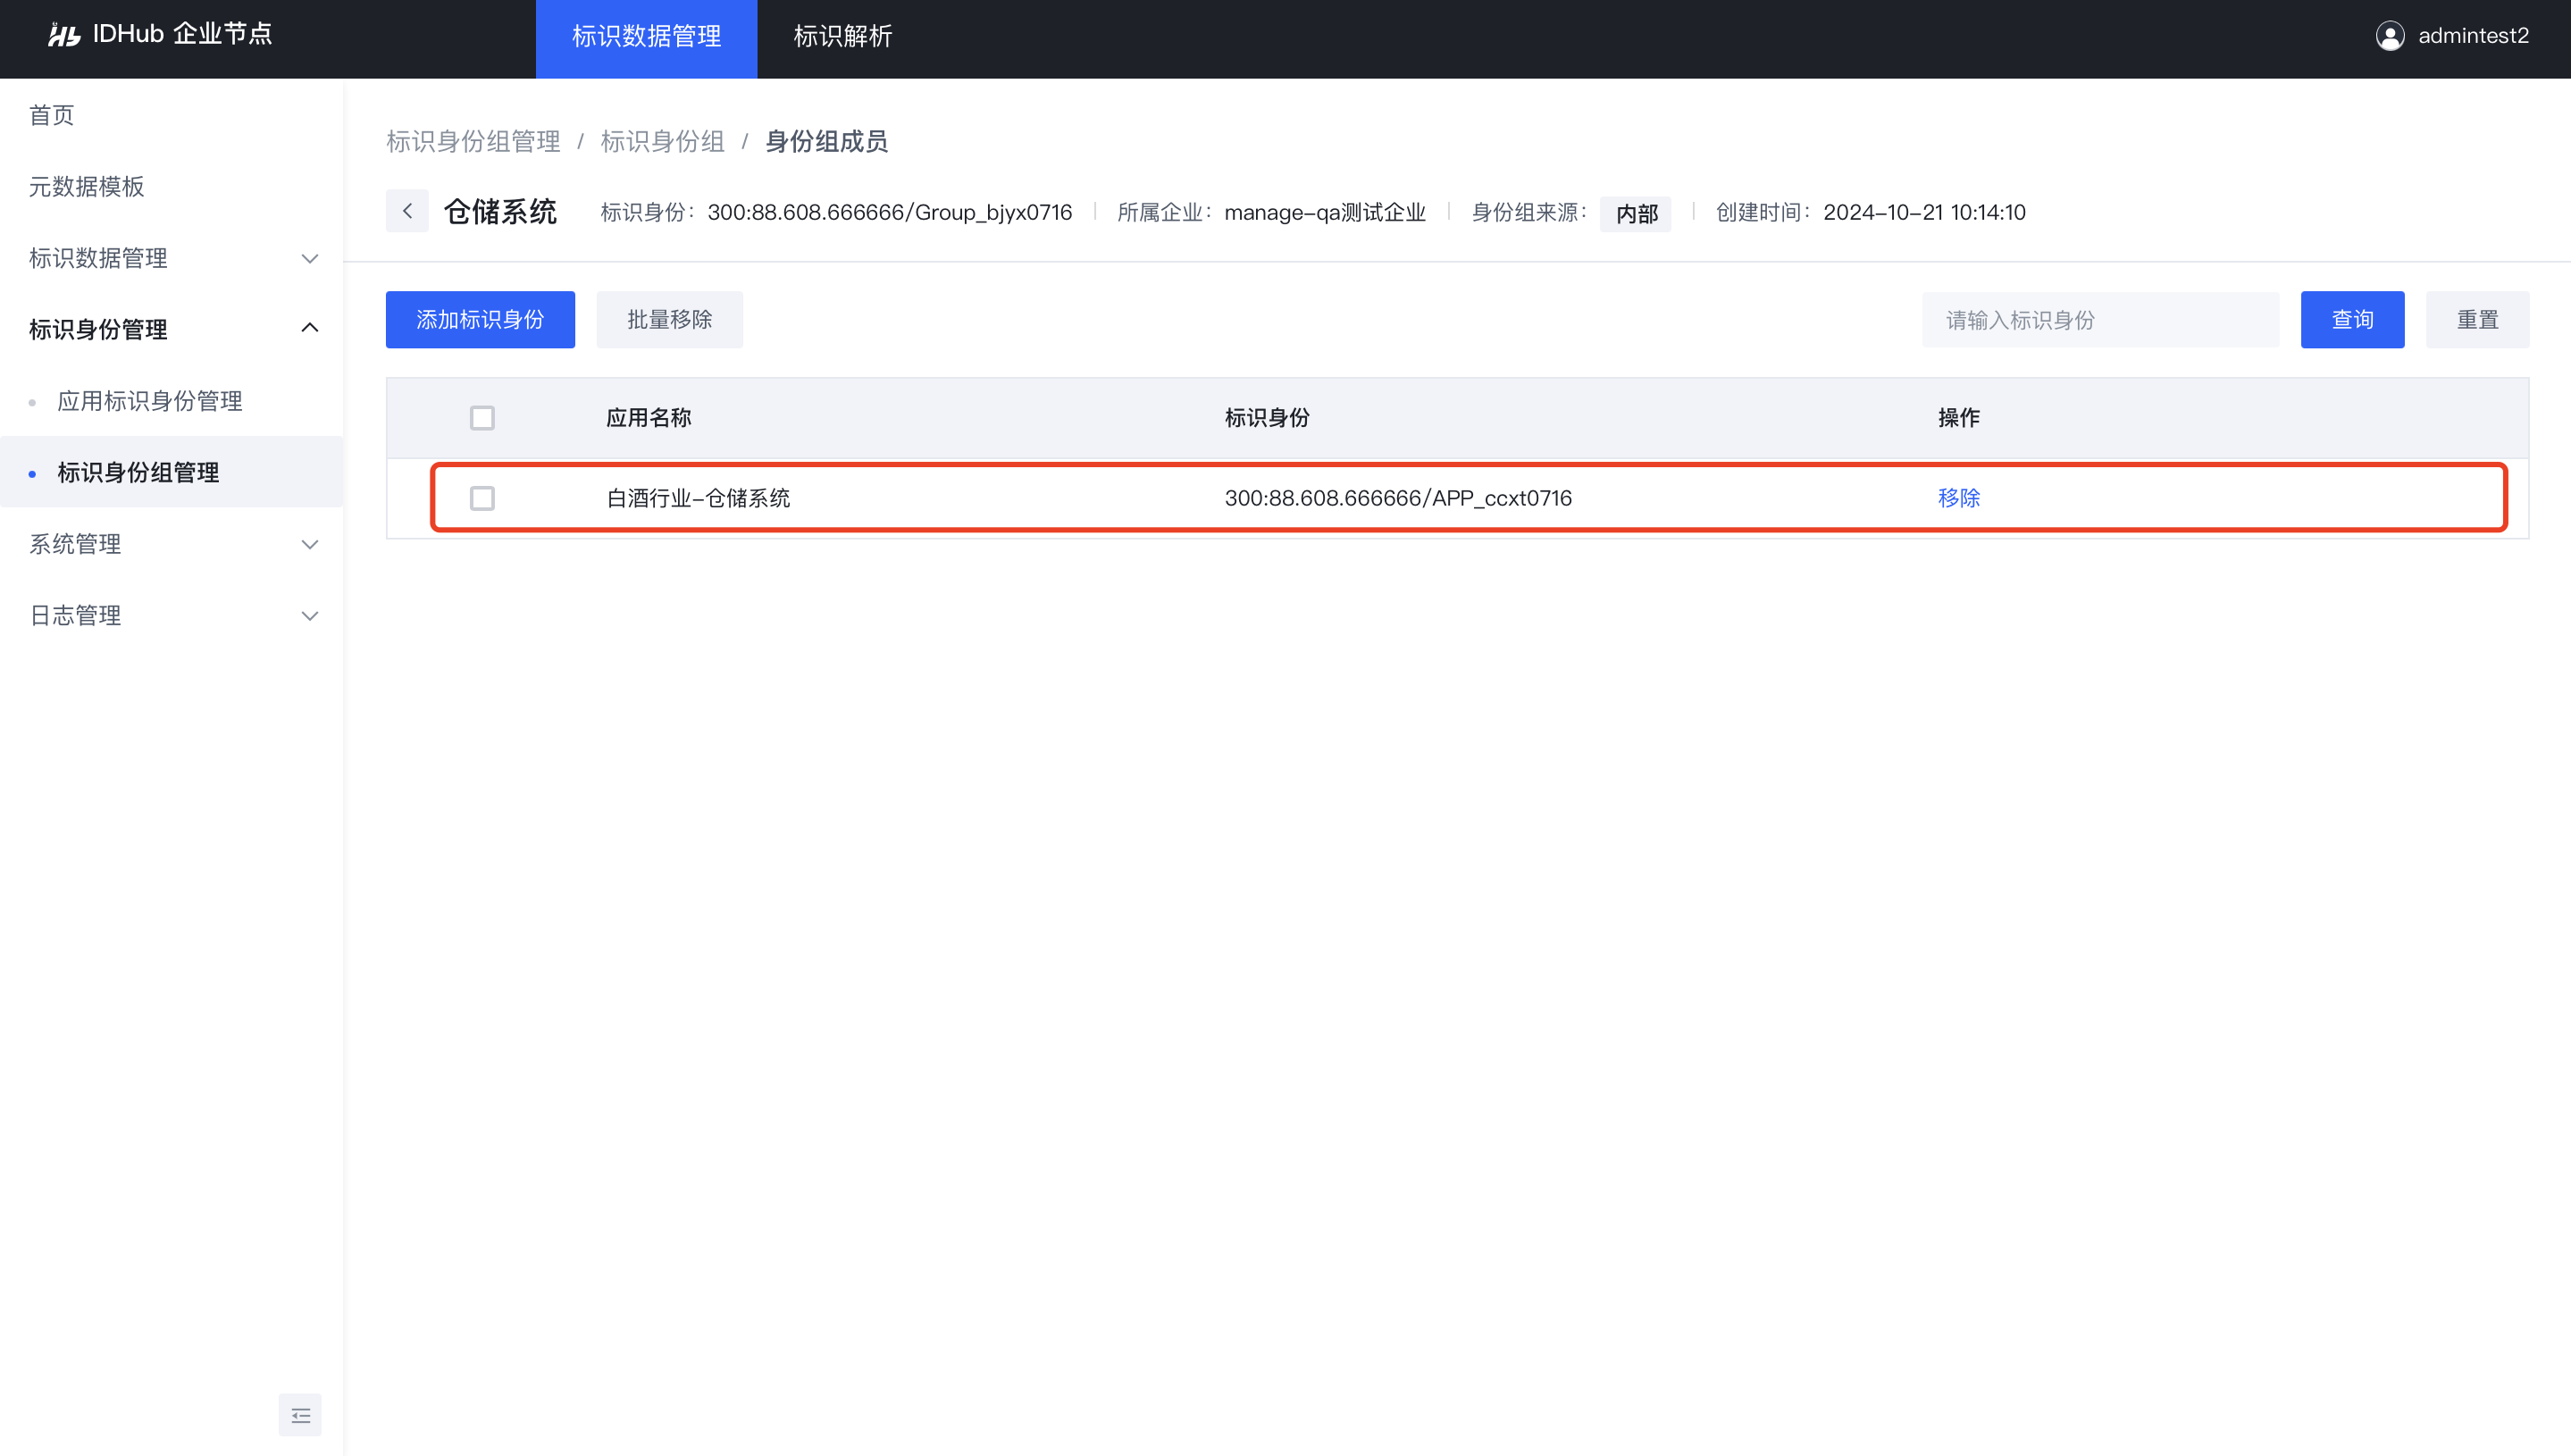 IDHub 企业节点
标识数据管理
标识解析
admintest2
首页
元数据模板
标识数据管理
标识身份管理
应用标识身份管理
标识身份组管理
系统管理
日志管理
标识身份组管理 / 标识身份组 / 身份组成员
仓储系统 标识身份: 300:88.608.666666/Group_bjyx0716 所属企业: manage-qa测试企业 身份组来源: 内部 创建时间: 2024-10-21 10:14:10
添加标识身份 批量移除 请输入标识身份 查询 重置
应用名称 标识身份 操作
白酒行业-仓储系统 300:88.608.666666/APP_ccxt0716 移除